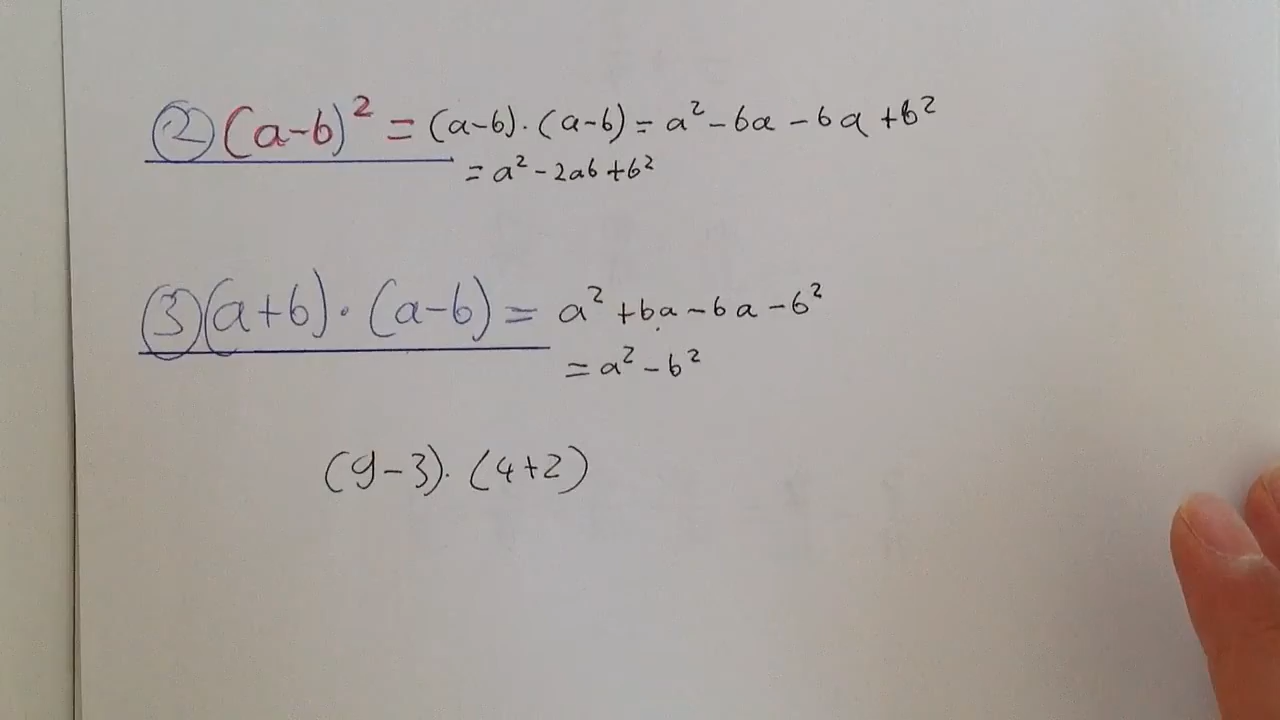 ② (a-b)² = (a-b)·(a-b) = a² - ba - ba + b²
= a² - 2ab + b²
③ (a+b)·(a-b) = a² + ba - ba - b²
= a² - b²
(9-3)·(4+2)